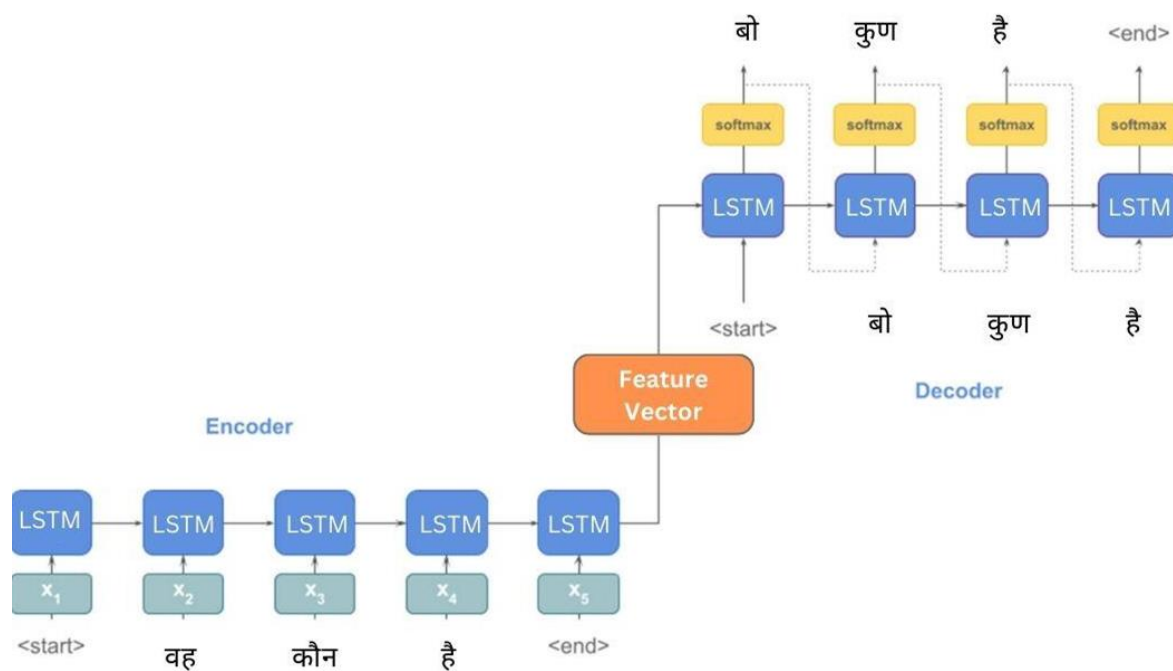 बो कुण है <end>
softmax softmax softmax softmax
LSTM LSTM LSTM LSTM
<start> बो कुण है
Feature
Vector
Decoder
Encoder
LSTM LSTM LSTM LSTM LSTM
x₁ x₂ x₃ x₄ x₅
<start> वह कौन है <end>